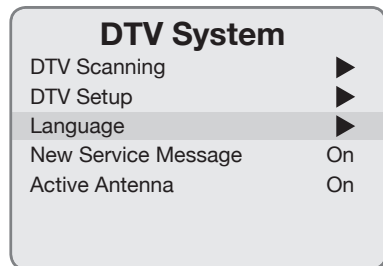 DTV System
DTV Scanning
DTV Setup
Language
New Service Message On
Active Antenna On